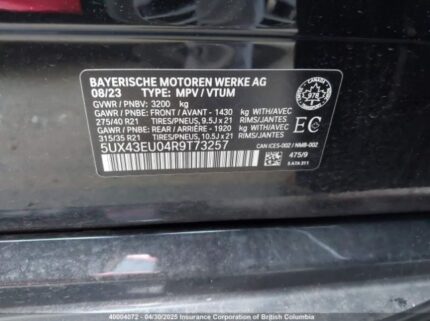 BAYERISCHE MOTOREN WERKE AG
08/23 TYPE: MPV / VTUM
GVWR / PNBV: 3200 kg
GAWR / PNBE: FRONT / AVANT - 1430 kg WITH/AVEC
275/40 R21 TIRES/PNEUS, 9.5J x 21 RIMS/JANTES
GAWR / PNBE: REAR / ARRIÈRE - 1920 kg WITH/AVEC
315/35 R21 TIRES/PNEUS, 10.5J x 21 RIMS/JANTES
5UX43EU04R9T73257
CANADA
978
EC
CAN ICES-002 / NMB-002
475/9
40004072 - 04/30/2025 Insurance Corporation of British Columbia